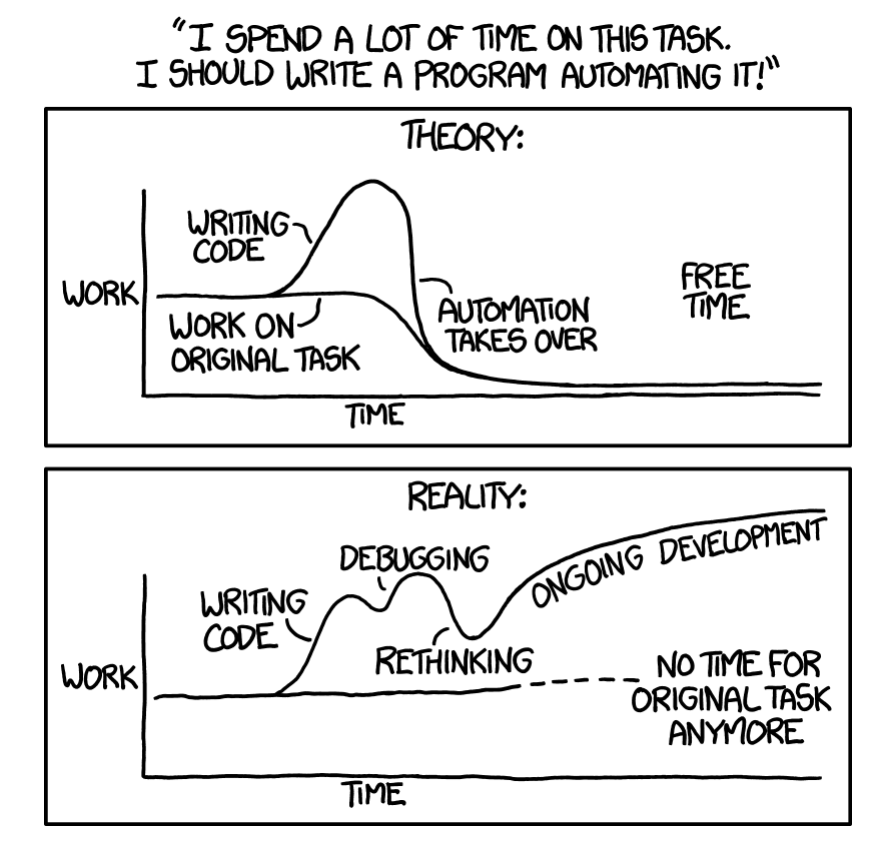 "I SPEND A LOT OF TIME ON THIS TASK.
I SHOULD WRITE A PROGRAM AUTOMATING IT!"
THEORY:
WRITING
CODE
WORK
WORK ON
ORIGINAL TASK
AUTOMATION
TAKES OVER
FREE
TIME
TIME
REALITY:
WRITING
CODE
DEBUGGING
RETHINKING
ONGOING DEVELOPMENT
WORK
NO TIME FOR
ORIGINAL TASK
ANYMORE
TIME